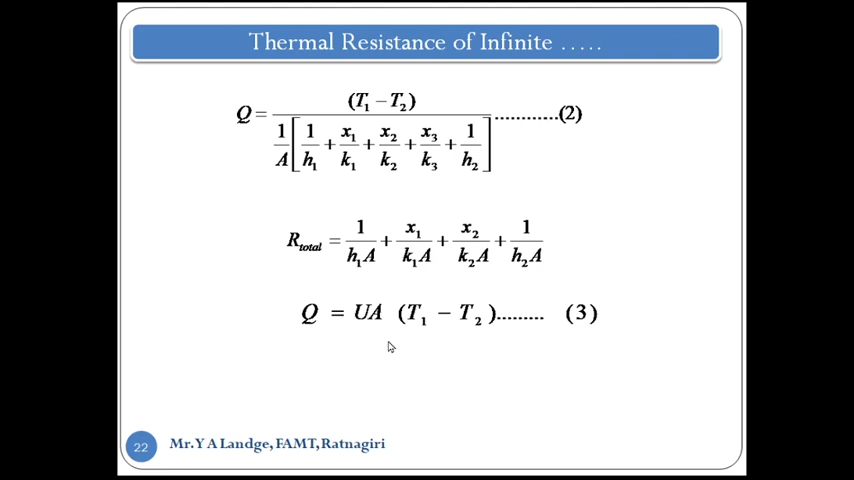 Thermal Resistance of Infinite .....
Q = (T₁ − T₂) / (1/A [1/h₁ + x₁/k₁ + x₂/k₂ + x₃/k₃ + 1/h₂]) ............(2)
R_total = 1/(h₁A) + x₁/(k₁A) + x₂/(k₂A) + 1/(h₂A)
Q = UA (T₁ − T₂)......... (3)
22 Mr.Y A Landge, FAMT, Ratnagiri